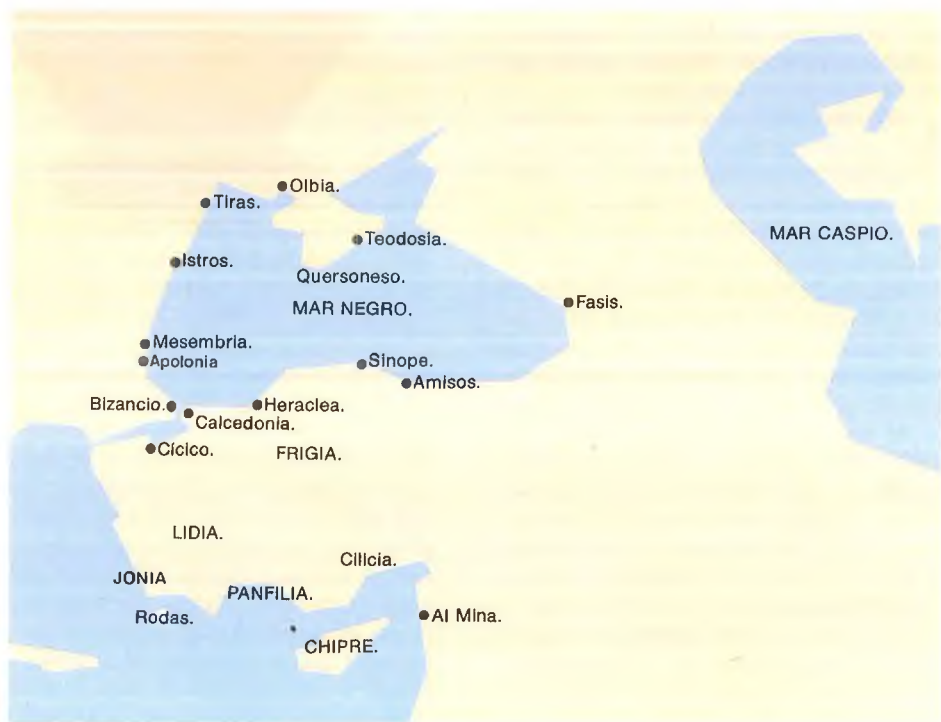 Olbia.
Tiras.
Teodosia.
MAR CASPIO.
Istros.
Quersoneso.
MAR NEGRO.
Fasis.
Mesembria.
Apolonia
Sinope.
Amisos.
Bizancio.
Heraclea.
Calcedonia.
Cícico.
FRIGIA.
LIDIA.
Cilicia.
JONIA
PANFILIA.
Rodas.
Al Mina.
CHIPRE.